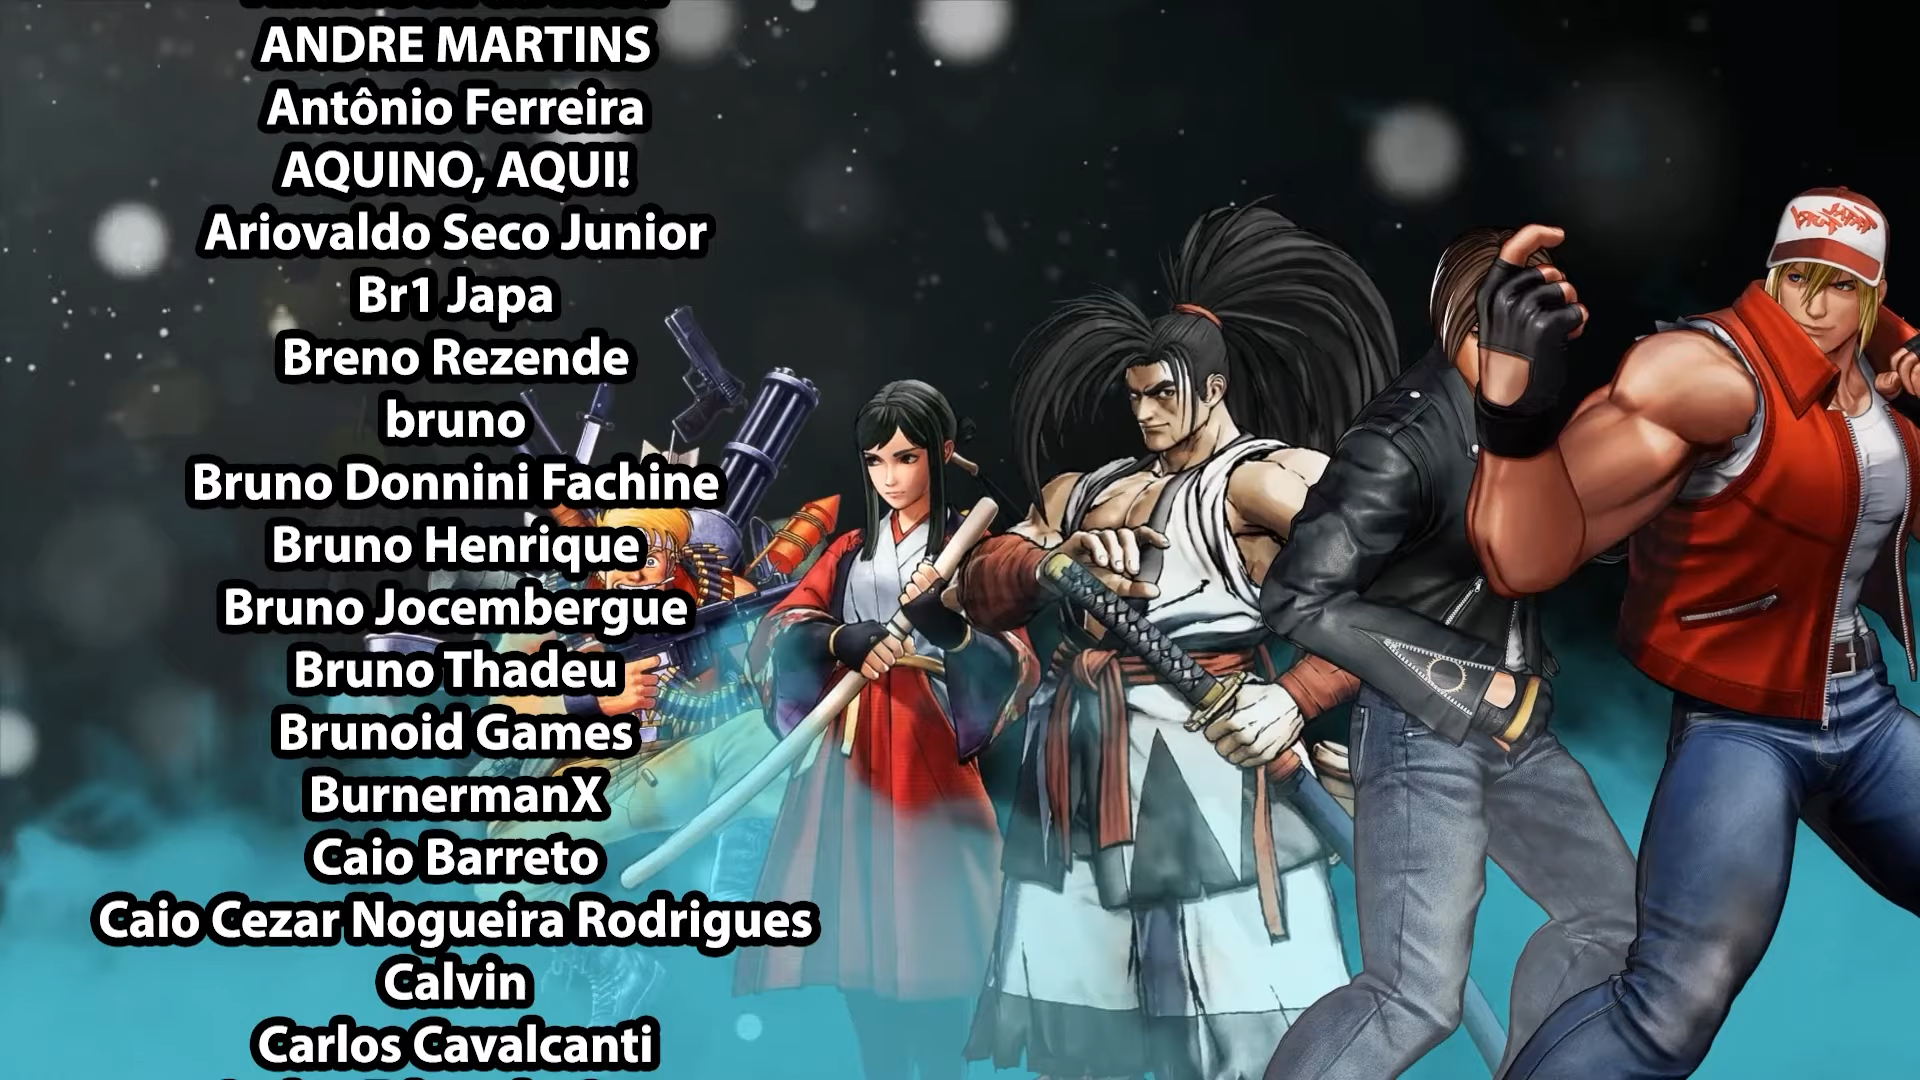 ANDRE MARTINS
Antônio Ferreira
AQUINO, AQUI!
Ariovaldo Seco Junior
Br1 Japa
Breno Rezende
bruno
Bruno Donnini Fachine
Bruno Henrique
Bruno Jocembergue
Bruno Thadeu
Brunoid Games
BurnermanX
Caio Barreto
Caio Cezar Nogueira Rodrigues
Calvin
Carlos Cavalcanti